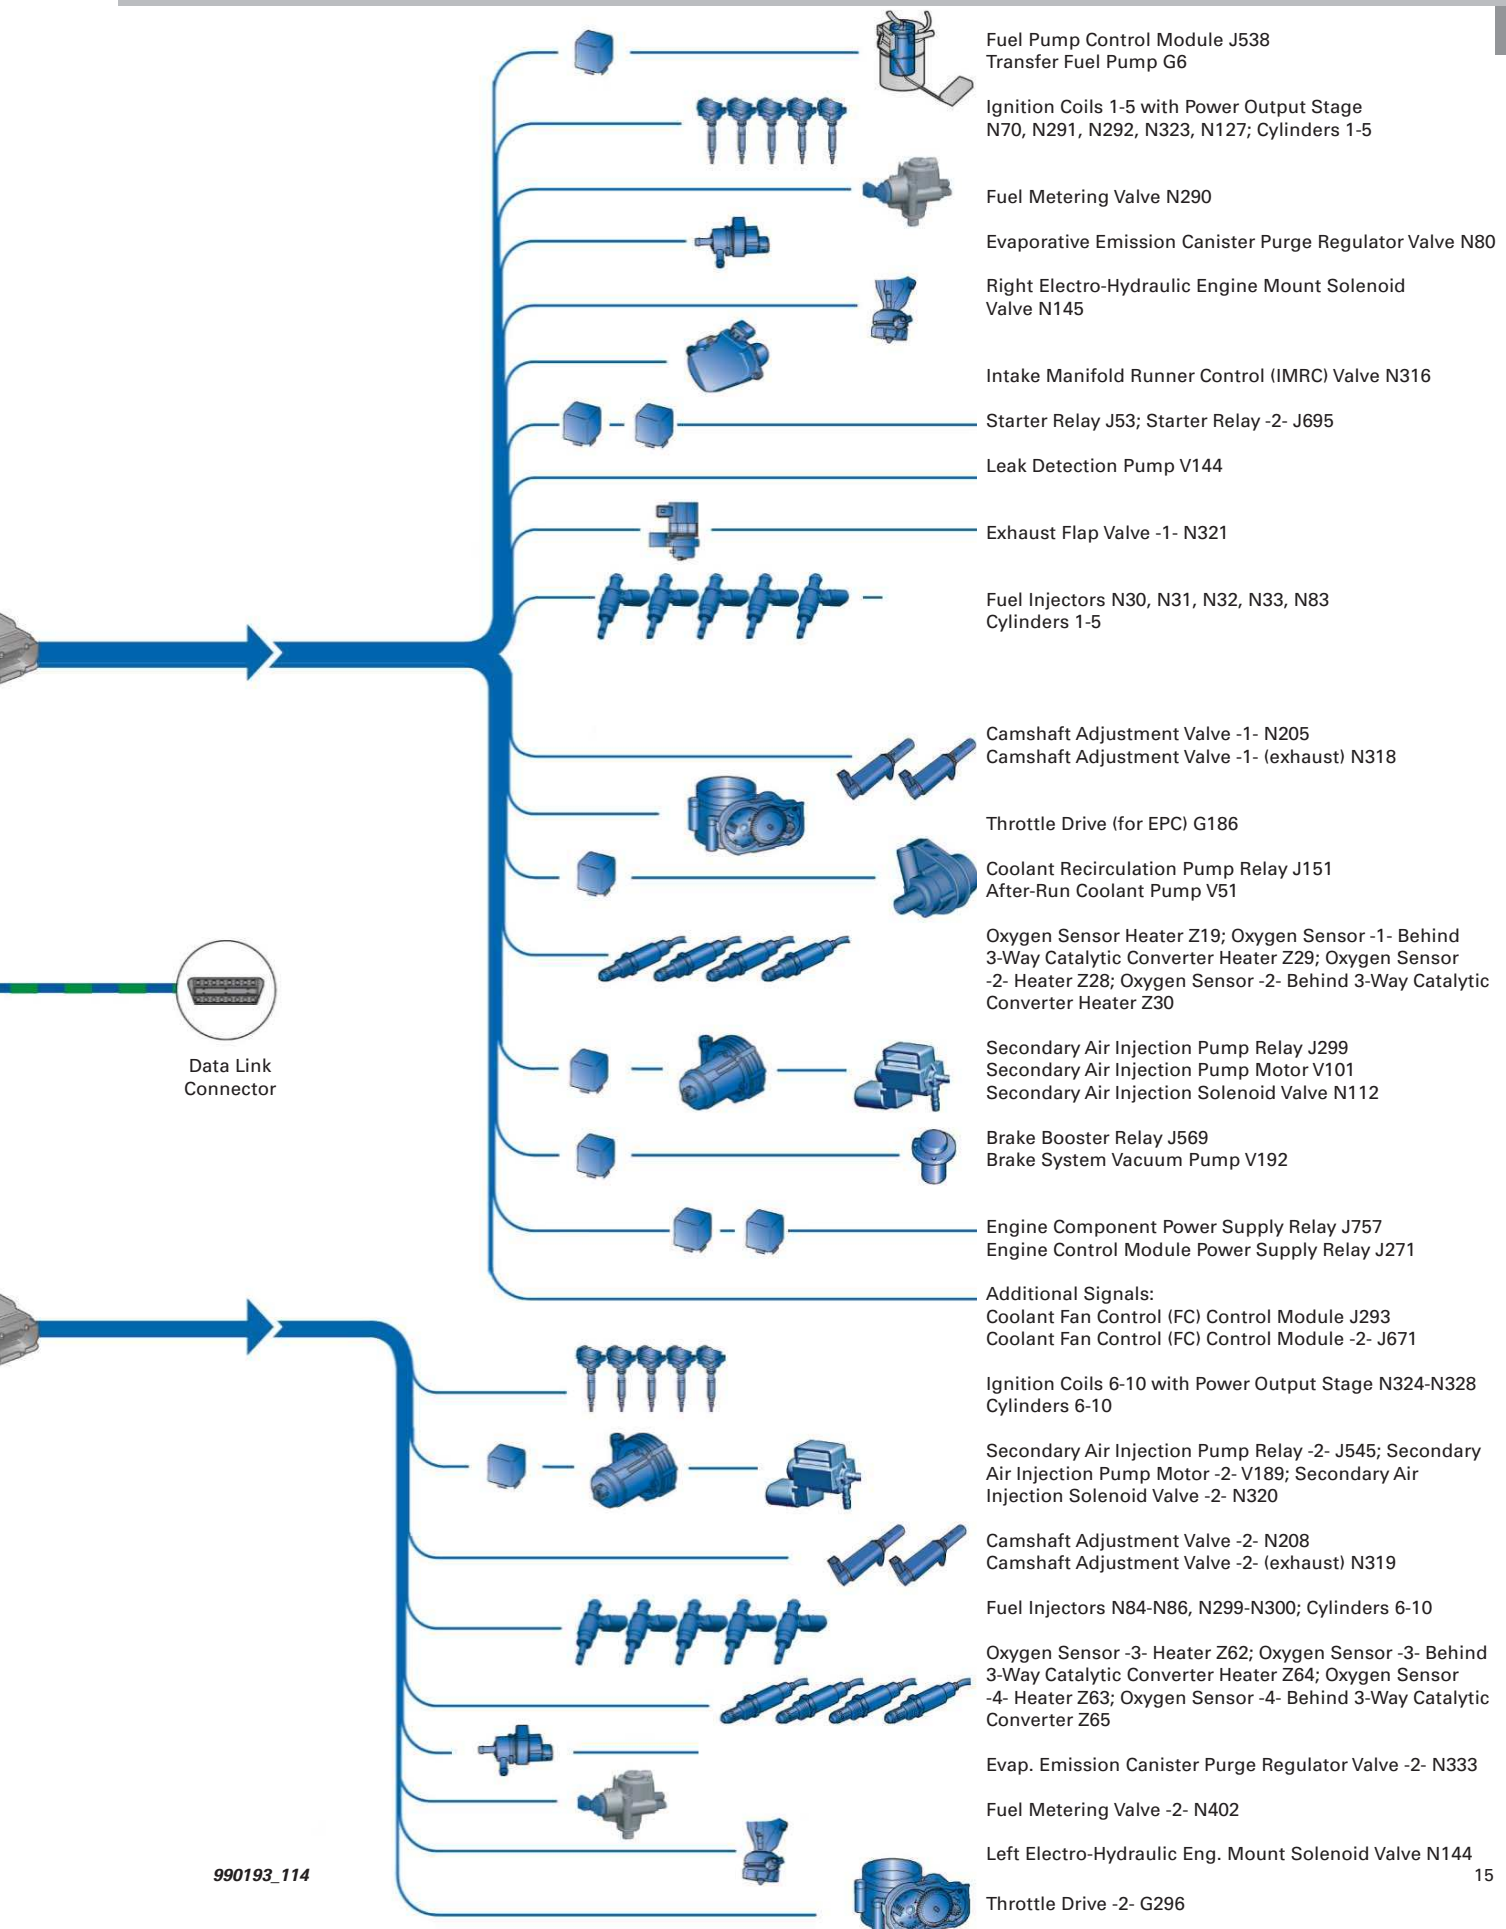 Fuel Pump Control Module J538
Transfer Fuel Pump G6
Ignition Coils 1-5 with Power Output Stage
N70, N291, N292, N323, N127; Cylinders 1-5
Fuel Metering Valve N290
Evaporative Emission Canister Purge Regulator Valve N80
Right Electro-Hydraulic Engine Mount Solenoid
Valve N145
Intake Manifold Runner Control (IMRC) Valve N316
Starter Relay J53; Starter Relay -2- J695
Leak Detection Pump V144
Exhaust Flap Valve -1- N321
Fuel Injectors N30, N31, N32, N33, N83
Cylinders 1-5
Camshaft Adjustment Valve -1- N205
Camshaft Adjustment Valve -1- (exhaust) N318
Throttle Drive (for EPC) G186
Coolant Recirculation Pump Relay J151
After-Run Coolant Pump V51
Oxygen Sensor Heater Z19; Oxygen Sensor -1- Behind
3-Way Catalytic Converter Heater Z29; Oxygen Sensor
-2- Heater Z28; Oxygen Sensor -2- Behind 3-Way Catalytic
Converter Heater Z30
Data Link
Connector
Secondary Air Injection Pump Relay J299
Secondary Air Injection Pump Motor V101
Secondary Air Injection Solenoid Valve N112
Brake Booster Relay J569
Brake System Vacuum Pump V192
Engine Component Power Supply Relay J757
Engine Control Module Power Supply Relay J271
Additional Signals:
Coolant Fan Control (FC) Control Module J293
Coolant Fan Control (FC) Control Module -2- J671
Ignition Coils 6-10 with Power Output Stage N324-N328
Cylinders 6-10
Secondary Air Injection Pump Relay -2- J545; Secondary
Air Injection Pump Motor -2- V189; Secondary Air
Injection Solenoid Valve -2- N320
Camshaft Adjustment Valve -2- N208
Camshaft Adjustment Valve -2- (exhaust) N319
Fuel Injectors N84-N86, N299-N300; Cylinders 6-10
Oxygen Sensor -3- Heater Z62; Oxygen Sensor -3- Behind
3-Way Catalytic Converter Heater Z64; Oxygen Sensor
-4- Heater Z63; Oxygen Sensor -4- Behind 3-Way Catalytic
Converter Z65
Evap. Emission Canister Purge Regulator Valve -2- N333
Fuel Metering Valve -2- N402
Left Electro-Hydraulic Eng. Mount Solenoid Valve N144
990193_114
15
Throttle Drive -2- G296